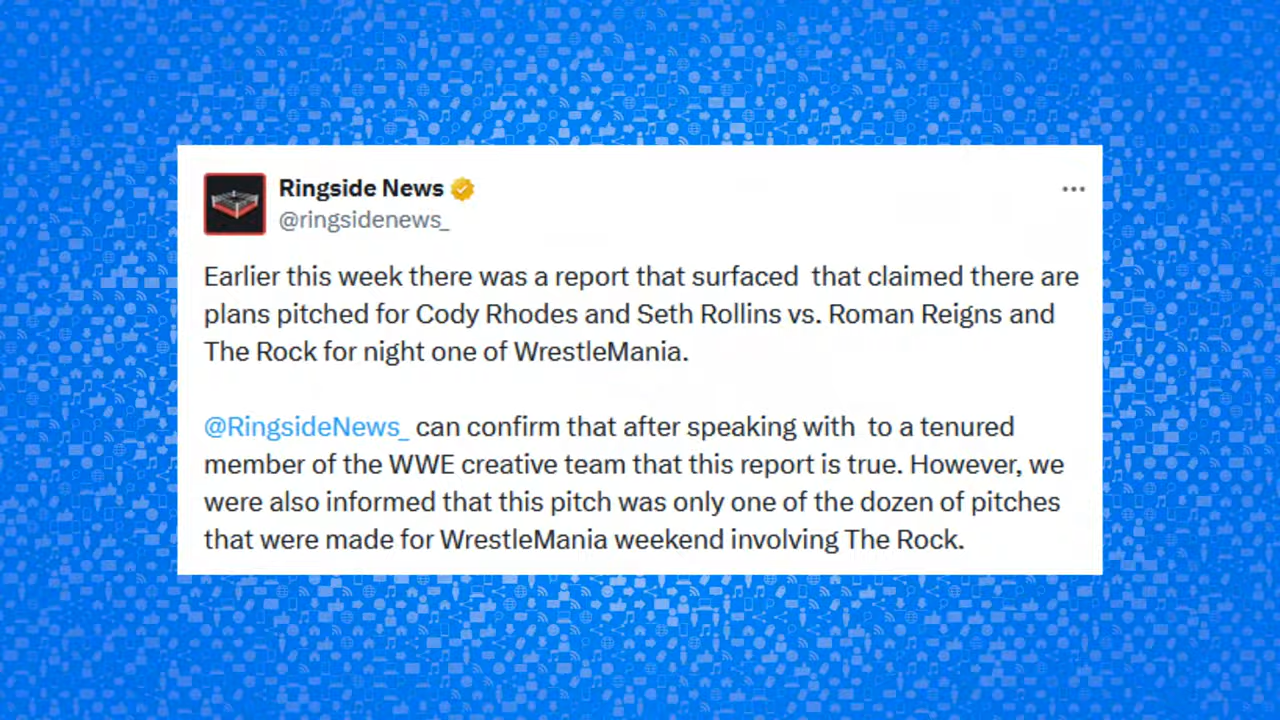 Ringside News
@ringsidenews_
Earlier this week there was a report that surfaced  that claimed there are
plans pitched for Cody Rhodes and Seth Rollins vs. Roman Reigns and
The Rock for night one of WrestleMania.
@RingsideNews_ can confirm that after speaking with  to a tenured
member of the WWE creative team that this report is true. However, we
were also informed that this pitch was only one of the dozen of pitches
that were made for WrestleMania weekend involving The Rock.